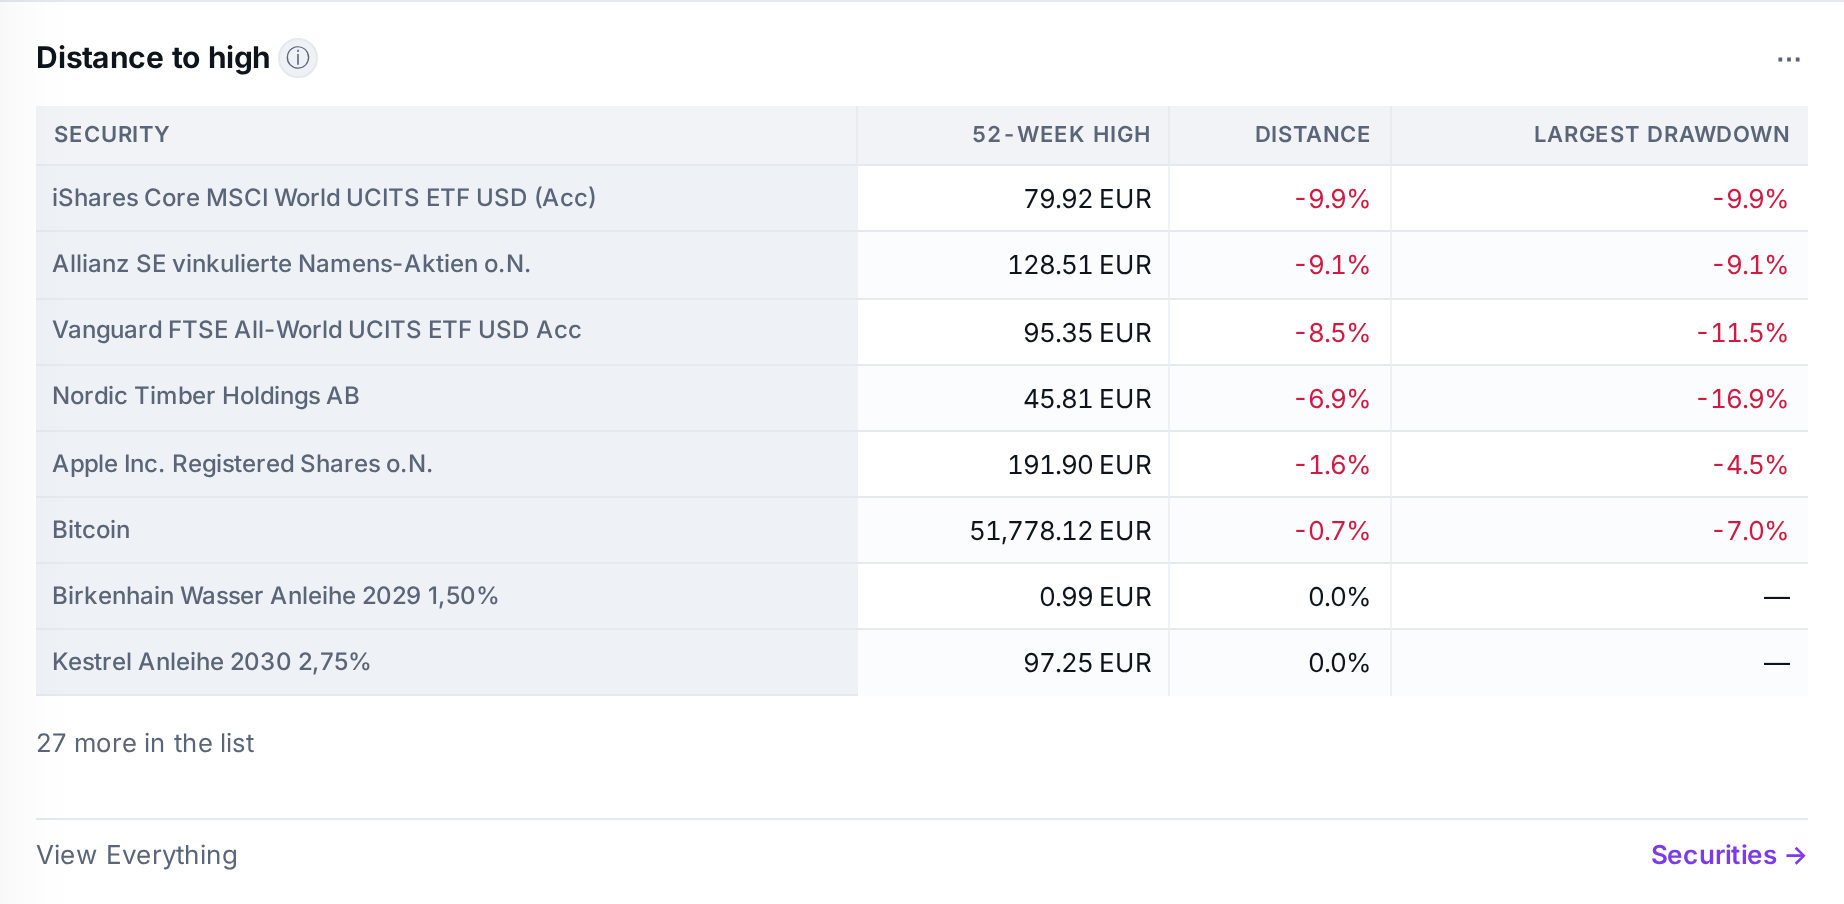 Distance to high ⓘ ...
SECURITY 52-WEEK HIGH DISTANCE LARGEST DRAWDOWN
iShares Core MSCI World UCITS ETF USD (Acc) 79.92 EUR -9.9% -9.9%
Allianz SE vinkulierte Namens-Aktien o.N. 128.51 EUR -9.1% -9.1%
Vanguard FTSE All-World UCITS ETF USD Acc 95.35 EUR -8.5% -11.5%
Nordic Timber Holdings AB 45.81 EUR -6.9% -16.9%
Apple Inc. Registered Shares o.N. 191.90 EUR -1.6% -4.5%
Bitcoin 51,778.12 EUR -0.7% -7.0%
Birkenhain Wasser Anleihe 2029 1,50% 0.99 EUR 0.0% —
Kestrel Anleihe 2030 2,75% 97.25 EUR 0.0% —
27 more in the list
View Everything Securities →